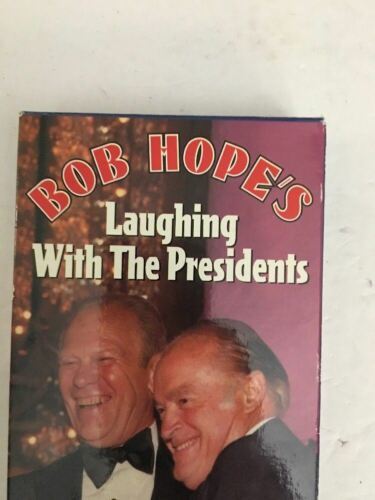 BOB HOPE'S
Laughing
With The Presidents